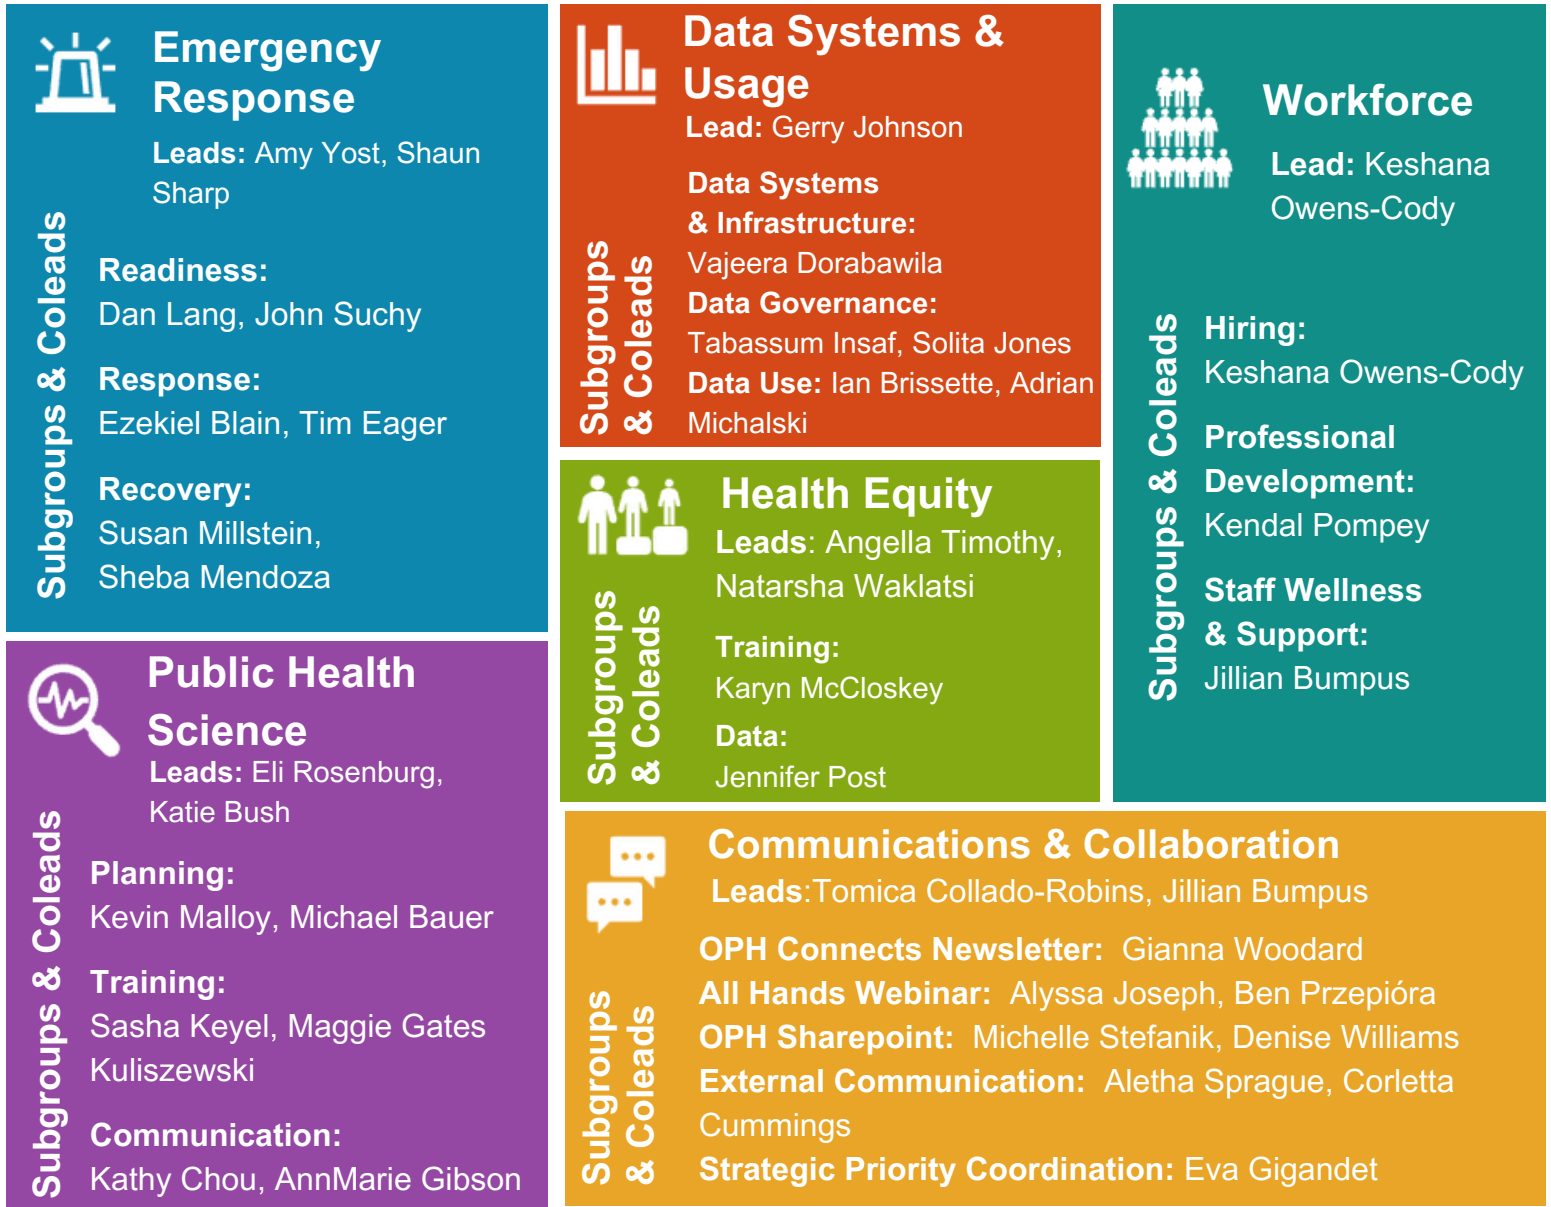 Emergency
Response
Leads: Amy Yost, Shaun
Sharp
Subgroups & Coleads
Readiness:
Dan Lang, John Suchy
Response:
Ezekiel Blain, Tim Eager
Recovery:
Susan Millstein,
Sheba Mendoza
Data Systems &
Usage
Lead: Gerry Johnson
Subgroups
& Coleads
Data Systems
& Infrastructure:
Vajeera Dorabawila
Data Governance:
Tabassum Insaf, Solita Jones
Data Use: Ian Brissette, Adrian
Michalski
Workforce
Lead: Keshana
Owens-Cody
Subgroups & Coleads
Hiring:
Keshana Owens-Cody
Professional
Development:
Kendal Pompey
Staff Wellness
& Support:
Jillian Bumpus
Health Equity
Leads: Angella Timothy,
Natarsha Waklatsi
Subgroups
& Coleads
Training:
Karyn McCloskey
Data:
Jennifer Post
Public Health
Science
Leads: Eli Rosenburg,
Katie Bush
Subgroups & Coleads
Planning:
Kevin Malloy, Michael Bauer
Training:
Sasha Keyel, Maggie Gates
Kuliszewski
Communication:
Kathy Chou, AnnMarie Gibson
Communications & Collaboration
Leads:Tomica Collado-Robins, Jillian Bumpus
Subgroups
& Coleads
OPH Connects Newsletter: Gianna Woodard
All Hands Webinar: Alyssa Joseph, Ben Przepióra
OPH Sharepoint: Michelle Stefanik, Denise Williams
External Communication: Aletha Sprague, Corletta
Cummings
Strategic Priority Coordination: Eva Gigandet